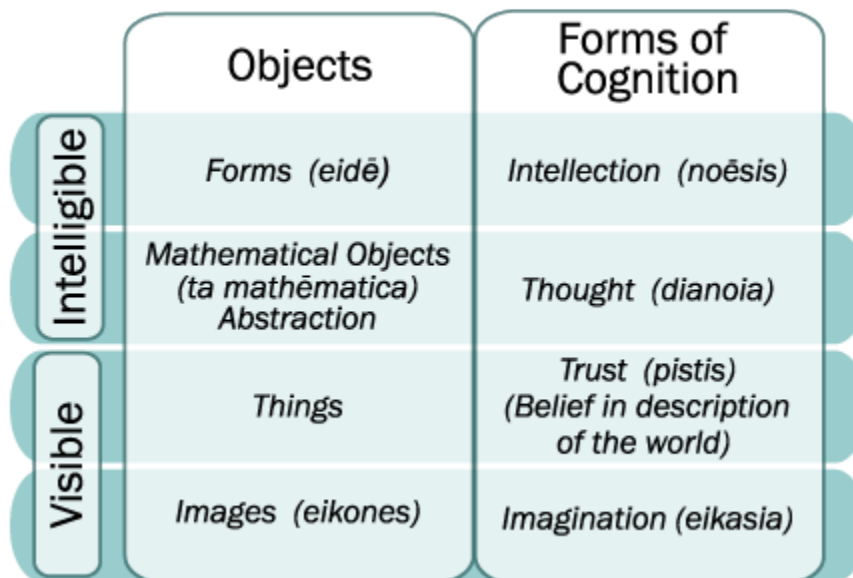 Objects
Forms of
Cognition
Intelligible
Forms (eidē)
Intellection (noēsis)
Mathematical Objects
(ta mathēmatica)
Abstraction
Thought (dianoia)
Visible
Things
Trust (pistis)
(Belief in description
of the world)
Images (eikones)
Imagination (eikasia)